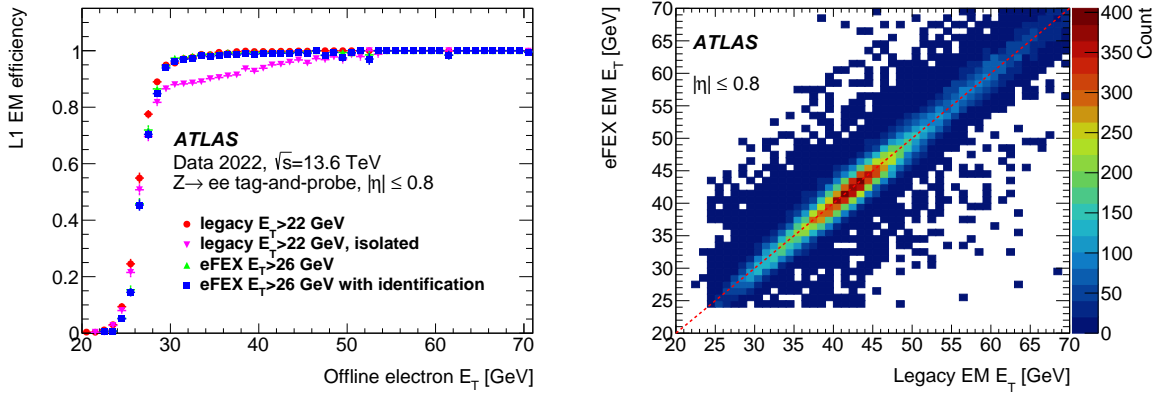 L1 EM efficiency
1
0.8
0.6
0.4
0.2
0
ATLAS
Data 2022, √s=13.6 TeV
Z→ ee tag-and-probe, |η| ≤ 0.8
legacy E_T>22 GeV
legacy E_T>22 GeV, isolated
eFEX E_T>26 GeV
eFEX E_T>26 GeV with identification
20 30 40 50 60 70
Offline electron E_T [GeV]
eFEX EM E_T [GeV]
70
65
60
55
50
45
40
35
30
25
20
ATLAS
|η| ≤ 0.8
20 25 30 35 40 45 50 55 60 65 70
Legacy EM E_T [GeV]
400
350
300
250
200
150
100
50
0
Count